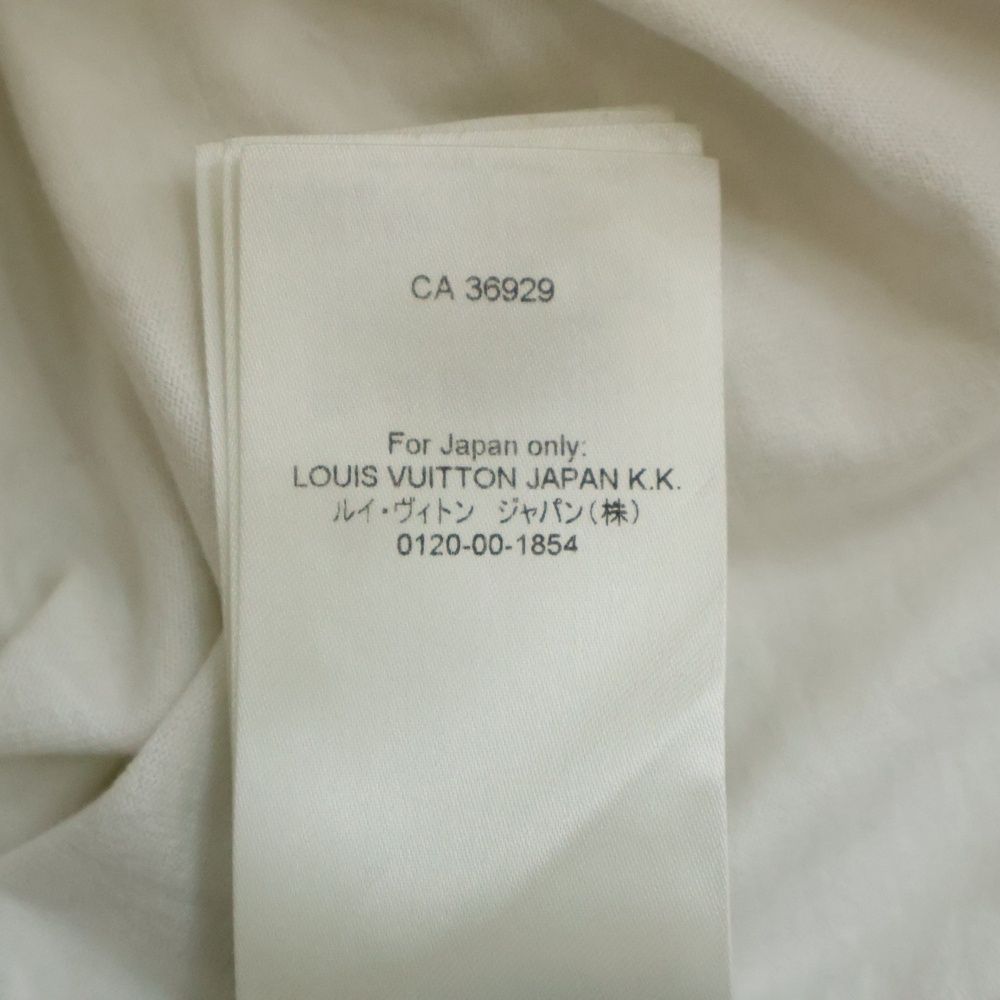 CA 36929
For Japan only:
LOUIS VUITTON JAPAN K.K.
ルイ・ヴィトン ジャパン(株)
0120-00-1854